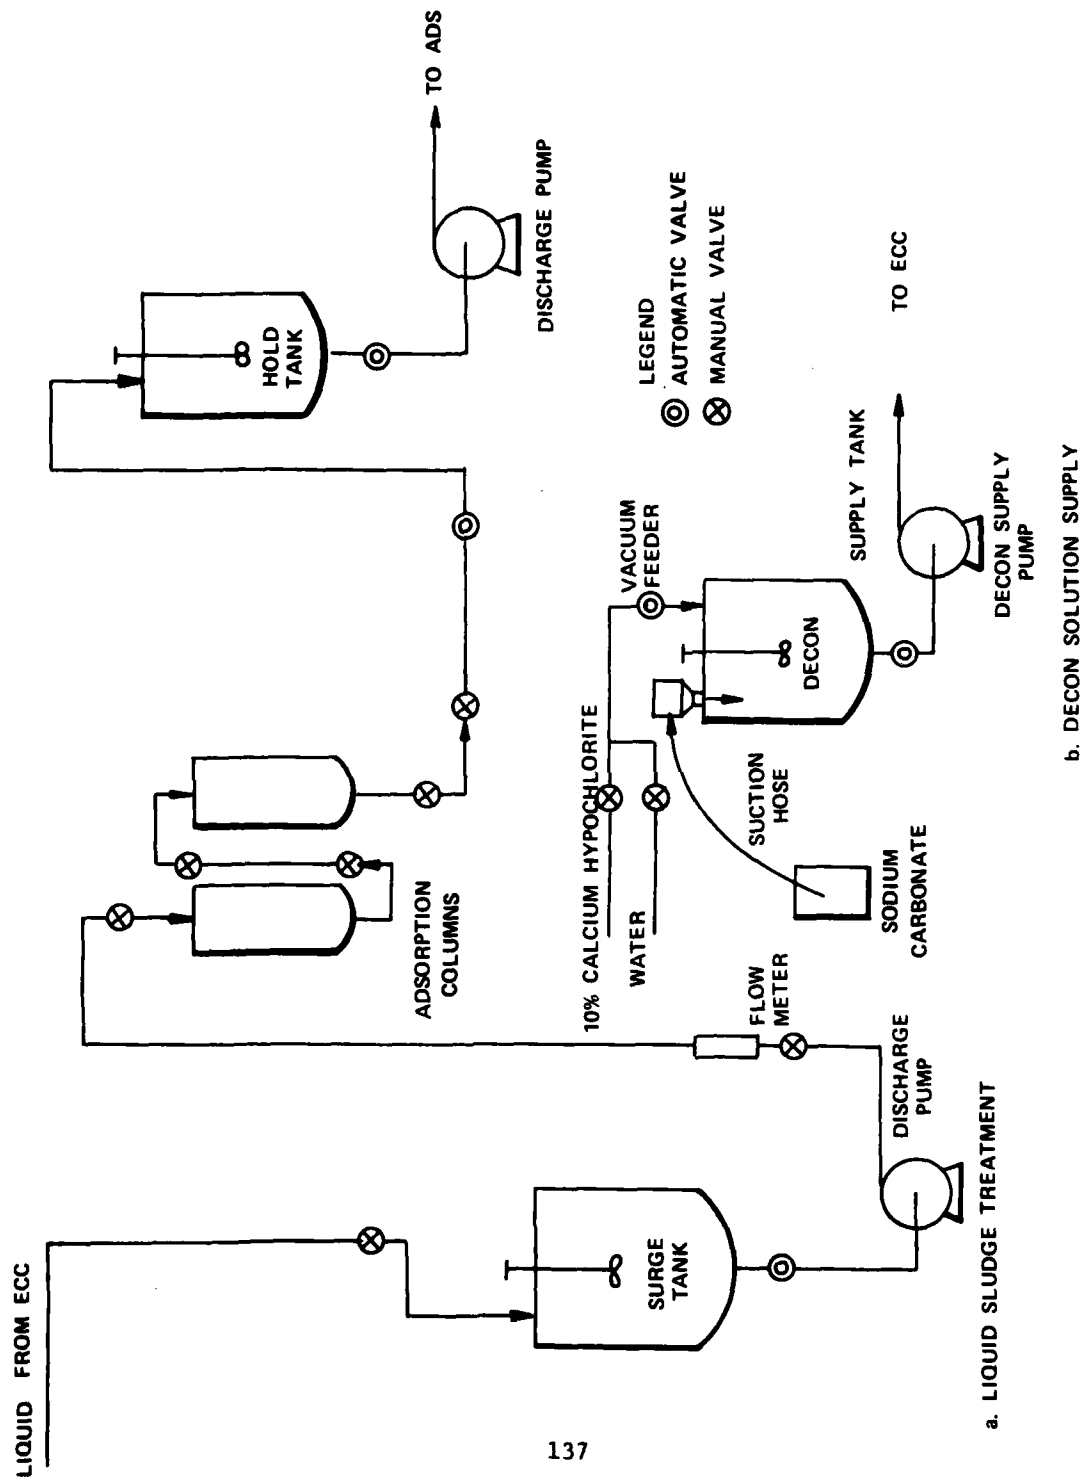 LIQUID FROM ECC
SURGE
TANK
DISCHARGE
PUMP
FLOW
METER
ADSORPTION
COLUMNS
HOLD
TANK
DISCHARGE PUMP
TO ADS
a. LIQUID SLUDGE TREATMENT
10% CALCIUM HYPOCHLORITE
WATER
VACUUM
FEEDER
SUCTION
HOSE
SODIUM
CARBONATE
DECON
SUPPLY TANK
DECON SUPPLY
PUMP
TO ECC
LEGEND
AUTOMATIC VALVE
MANUAL VALVE
b. DECON SOLUTION SUPPLY
137